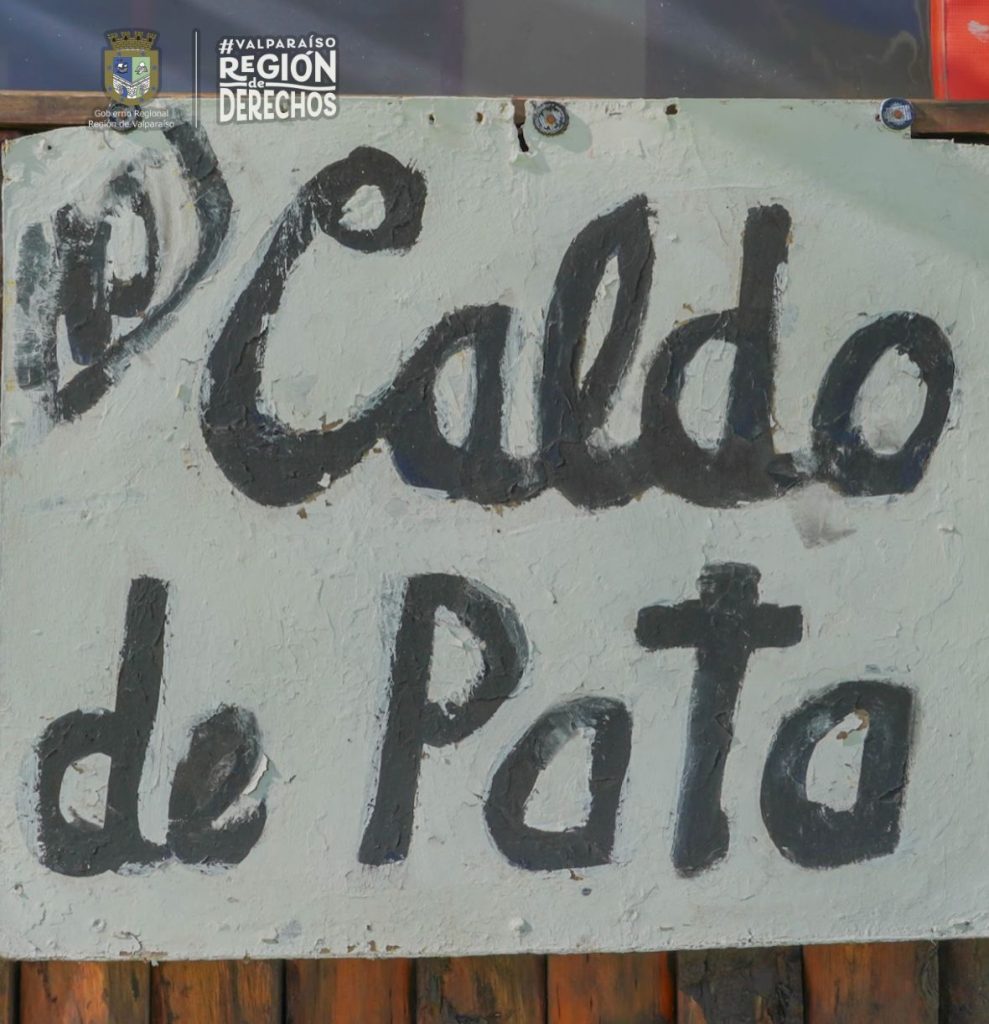 Gobierno Regional
Región de Valparaíso
#VALPARAÍSO
REGIÓN
de
DERECHOS
Caldo
de Pata